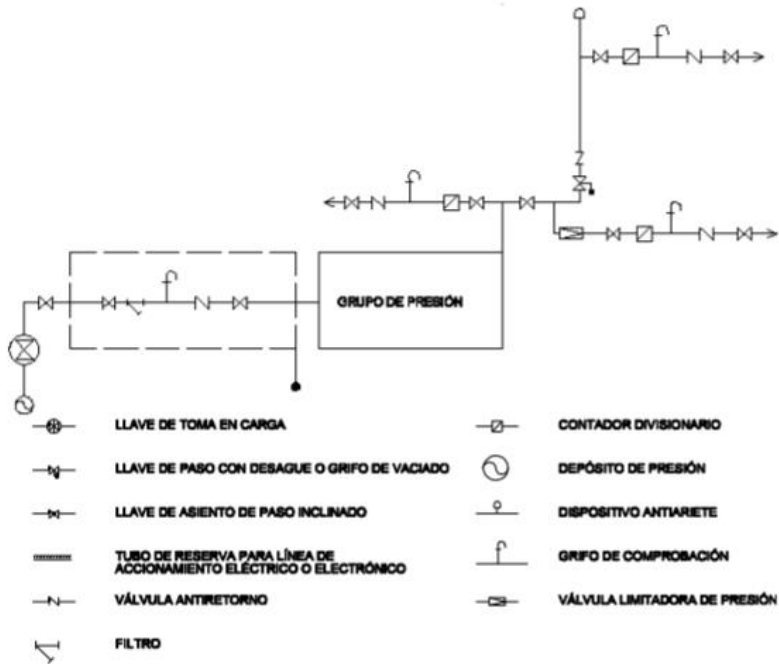 GRUPO DE PRESIÓN
LLAVE DE TOMA EN CARGA
CONTADOR DIVISIONARIO
LLAVE DE PASO CON DESAGUE O GRIFO DE VACIADO
DEPÓSITO DE PRESIÓN
LLAVE DE ASIENTO DE PASO INCLINADO
DISPOSITIVO ANTIARIETE
TUBO DE RESERVA PARA LÍNEA DE
ACCIONAMIENTO ELÉCTRICO O ELECTRÓNICO
GRIFO DE COMPROBACIÓN
VÁLVULA ANTIRETORNO
VÁLVULA LIMITADORA DE PRESIÓN
FILTRO